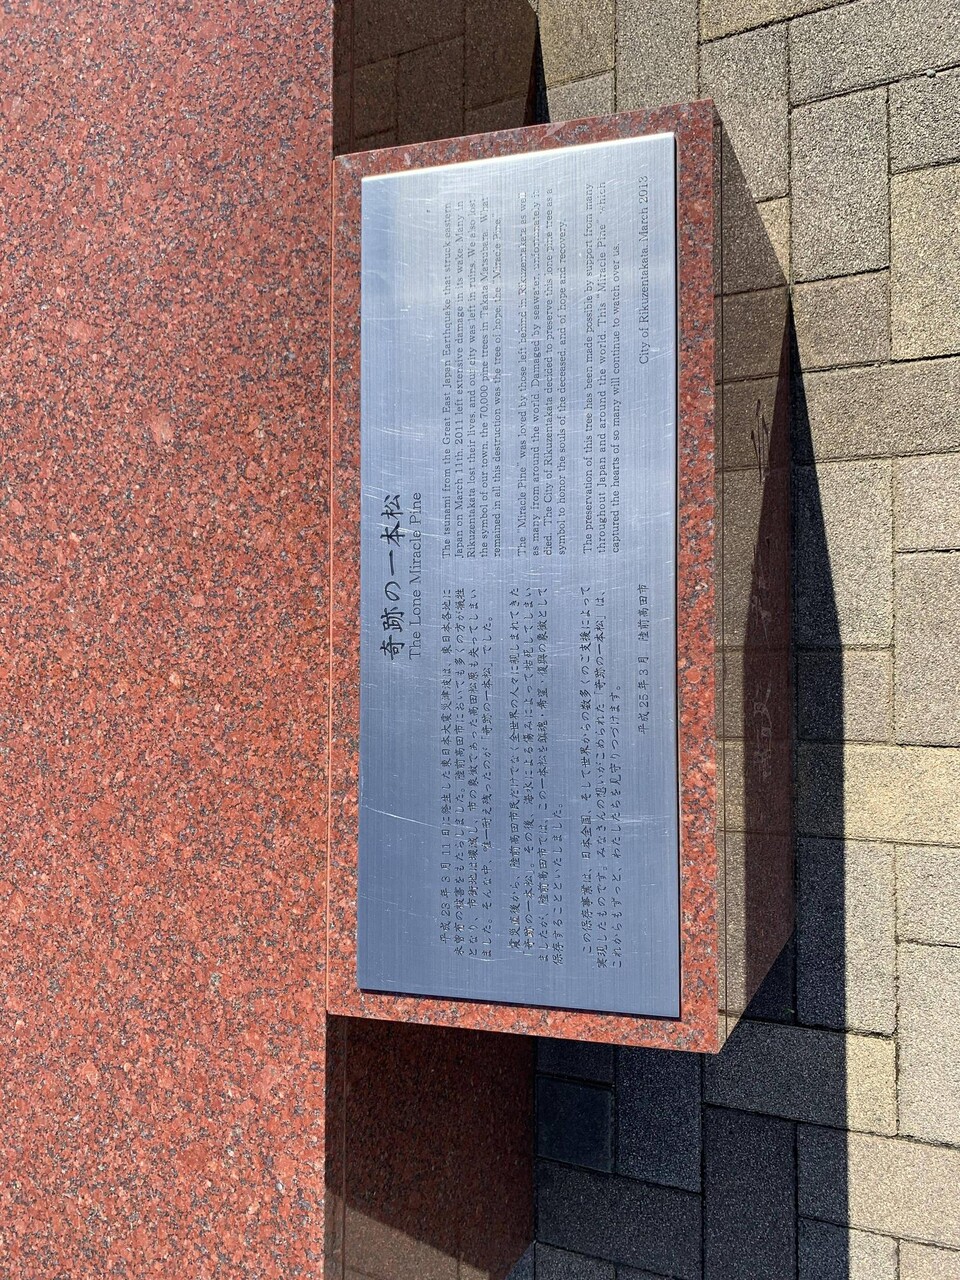 奇跡の一本松
The Lone Miracle Pine
平成 23 年 3 月 11 日に発生した東日本大震災津波は、東日本各地に
未曽有の被害をもたらしました。陸前高田市においても多くの方が犠牲
となり、市街地は壊滅し、市の象徴であった高田松原も失ってしまい
ました。そんな中、唯一耐え残ったのが「奇跡の一本松」でした。
震災直後から、陸前高田市民だけでなく全世界の人々に親しまれてきた
「奇跡の一本松」。その後、海水による傷みによって枯死してしまい
ましたが、陸前高田市では、この一本松を鎮魂・希望・復興の象徴として
保存することといたしました。
この保存事業は、日本全国、そして世界からの数多くのご支援によって
実現したものです。みなさんの想いがこめられた「奇跡の一本松」は、
これからもずっと、わたしたちを見守りつづけます。
平成 25 年 3 月 陸前高田市
The tsunami from the Great East Japan Earthquake that struck eastern
Japan on March 11th, 2011 left extensive damage in its wake. Many in
Rikuzentakata lost their lives, and our city was left in ruins. We also lost
the symbol of our town, the 70,000 pine trees in Takata Matsubara. What
remained in all this destruction was the tree of hope, the "Miracle Pine.
The "Miracle Pine" was loved by those left behind in Rikuzentakata as well
as many from around the world. Damaged by seawater, unfortunately it
died. The City of Rikuzentakata decided to preserve this lone pine tree as a
symbol to honor the souls of the deceased, and of hope and recovery.
The preservation of this tree has been made possible by support from many
throughout Japan and around the world. This "Miracle Pine" which
captured the hearts of so many will continue to watch over us.
City of Rikuzentakata March 2013